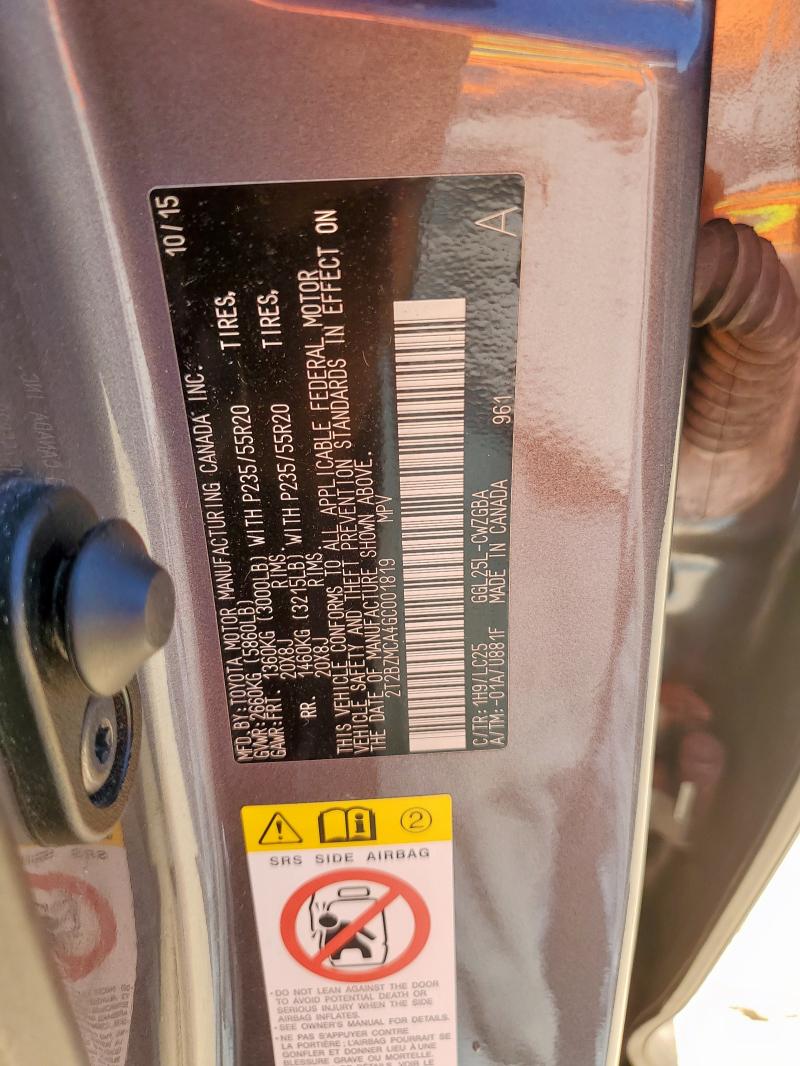 MFD.BY:TOYOTA MOTOR MANUFACTURING CANADA INC. 10/15
GVWR:2660KG (5860LB)
GAWR:FRT. 1360KG (3000LB) WITH P235/55R20 TIRES,
20X8J RIMS,
RR 1460KG (3215LB) WITH P235/55R20 TIRES,
20X8J RIMS.
THIS VEHICLE CONFORMS TO ALL APPLICABLE FEDERAL MOTOR
VEHICLE SAFETY AND THEFT PREVENTION STANDARDS IN EFFECT ON
THE DATE OF MANUFACTURE SHOWN ABOVE.
2T2BZMCA4GC001819 MPV
C/TR:1H9/LC25 GGL25L-CWZGBA 961 A
A/TM:-01A/U881F MADE IN CANADA
2
SRS SIDE AIRBAG
·DO NOT LEAN AGAINST THE DOOR
TO AVOID POTENTIAL DEATH OR
SERIOUS INJURY WHEN THE SIDE
AIRBAG INFLATES.
·SEE OWNER'S MANUAL FOR DETAILS.
·NE PAS S'APPUYER CONTRE
LA PORTIÈRE ; L'AIRBAG POURRAIT SE
GONFLER ET DONNER LIEU À UNE
BLESSURE GRAVE OU MORTELLE.